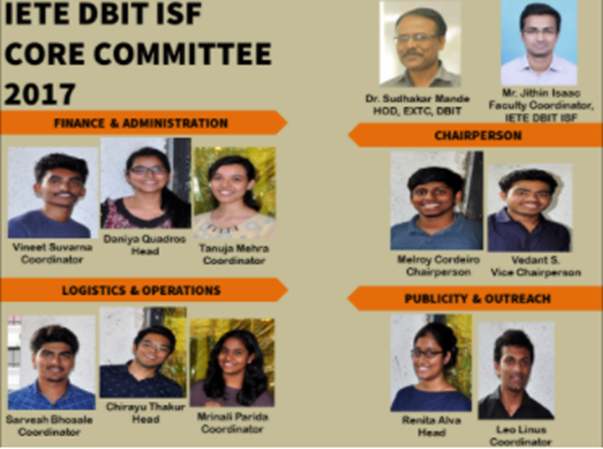 IETE DBIT ISF
CORE COMMITTEE
2017
Dr. Sudhakar Mande
HOD, EXTC, DBIT
Mr. Jithin Isaac
Faculty Coordinator,
IETE DBIT ISF
FINANCE & ADMINISTRATION
Vineet Suvarna
Coordinator
Daniya Quadros
Head
Tanuja Mehra
Coordinator
CHAIRPERSON
Melroy Cordeiro
Chairperson
Vedant S.
Vice Chairperson
LOGISTICS & OPERATIONS
Sarvesh Bhosale
Coordinator
Chirayu Thakur
Head
Mrinali Parida
Coordinator
PUBLICITY & OUTREACH
Renita Alva
Head
Leo Linus
Coordinator